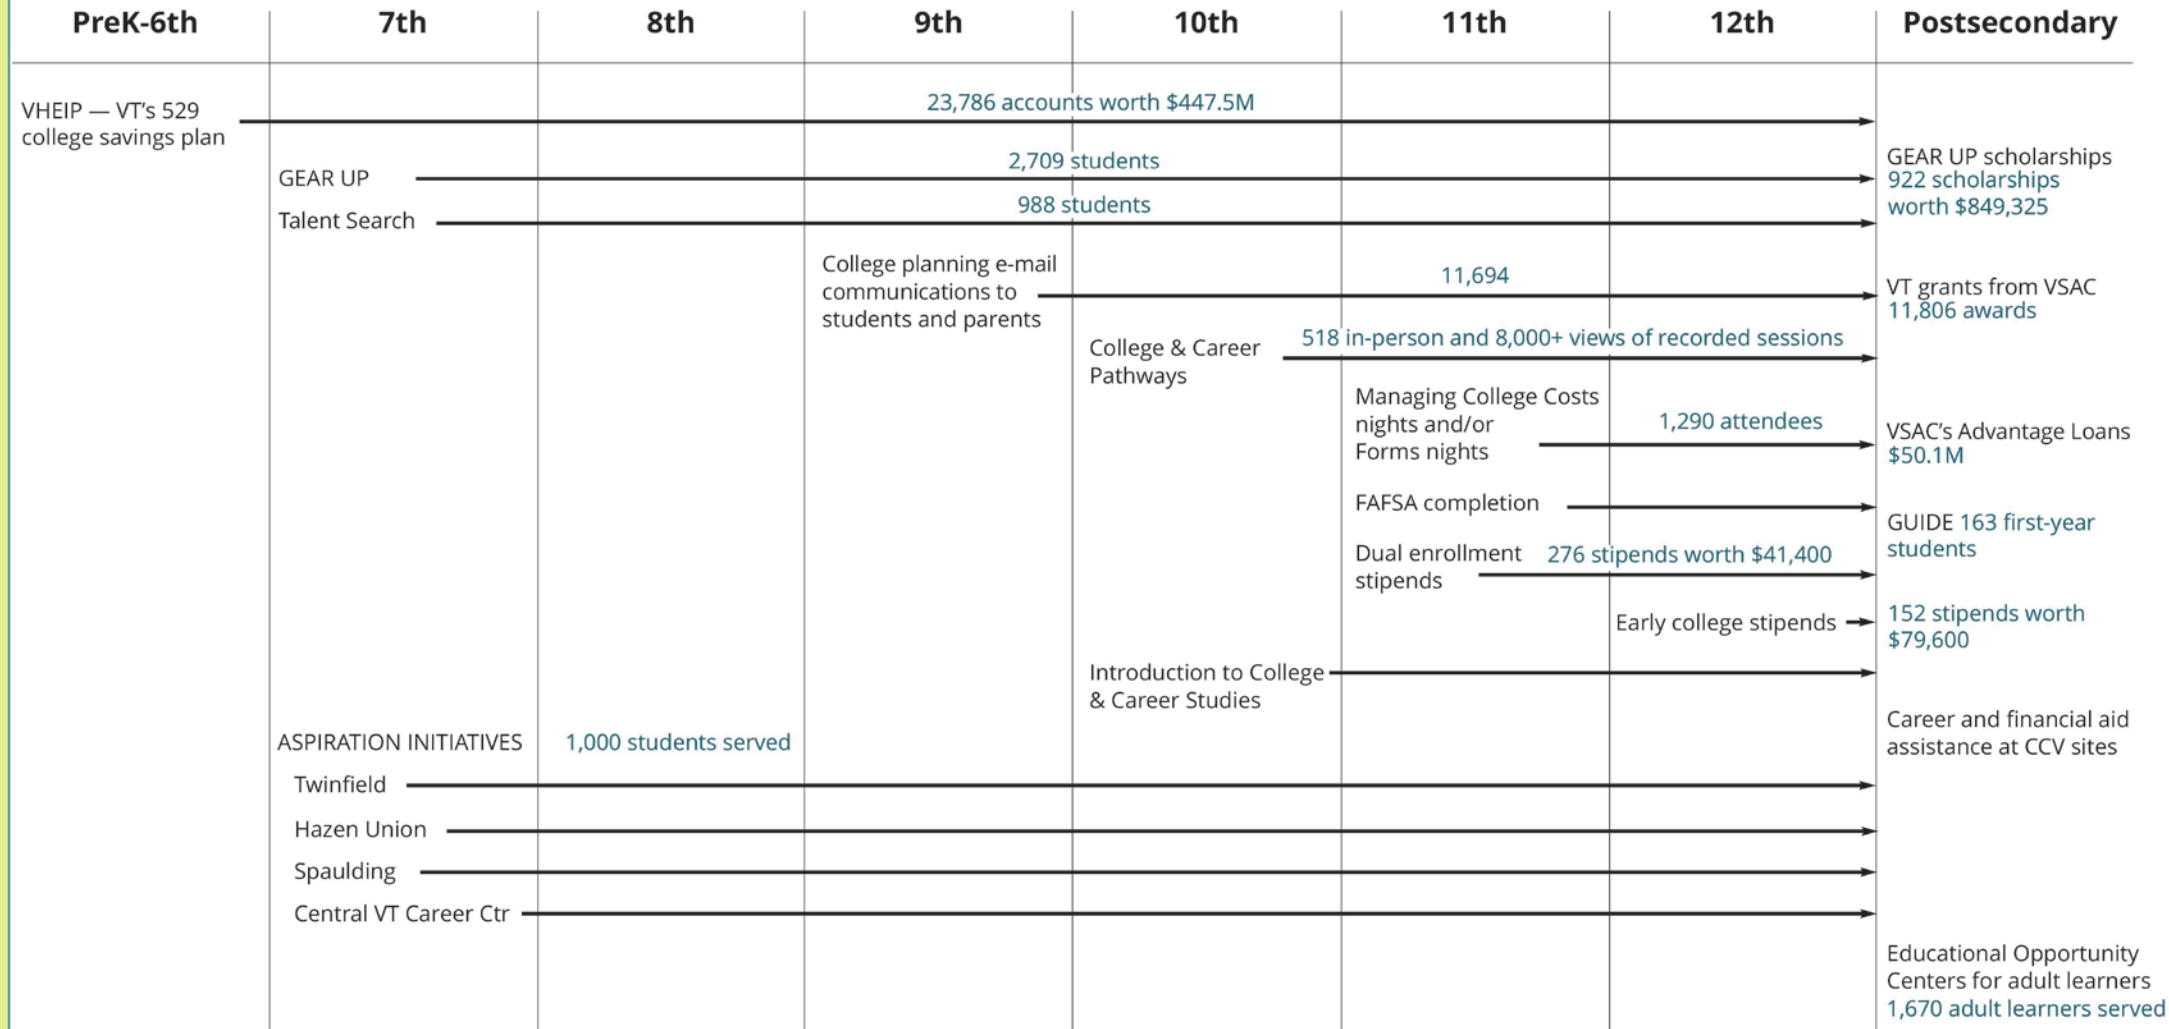 PreK-6th
7th
8th
9th
10th
11th
12th
Postsecondary
VHEIP — VT's 529
college savings plan
23,786 accounts worth $447.5M
GEAR UP
2,709 students
GEAR UP scholarships
922 scholarships
worth $849,325
Talent Search
988 students
College planning e-mail
communications to
students and parents
11,694
VT grants from VSAC
11,806 awards
College & Career
Pathways
518 in-person and 8,000+ views of recorded sessions
Managing College Costs
nights and/or
Forms nights
1,290 attendees
VSAC's Advantage Loans
$50.1M
FAFSA completion
GUIDE 163 first-year
students
Dual enrollment
stipends
276 stipends worth $41,400
Early college stipends
152 stipends worth
$79,600
Introduction to College
& Career Studies
Career and financial aid
assistance at CCV sites
ASPIRATION INITIATIVES
1,000 students served
Twinfield
Hazen Union
Spaulding
Central VT Career Ctr
Educational Opportunity
Centers for adult learners
1,670 adult learners served